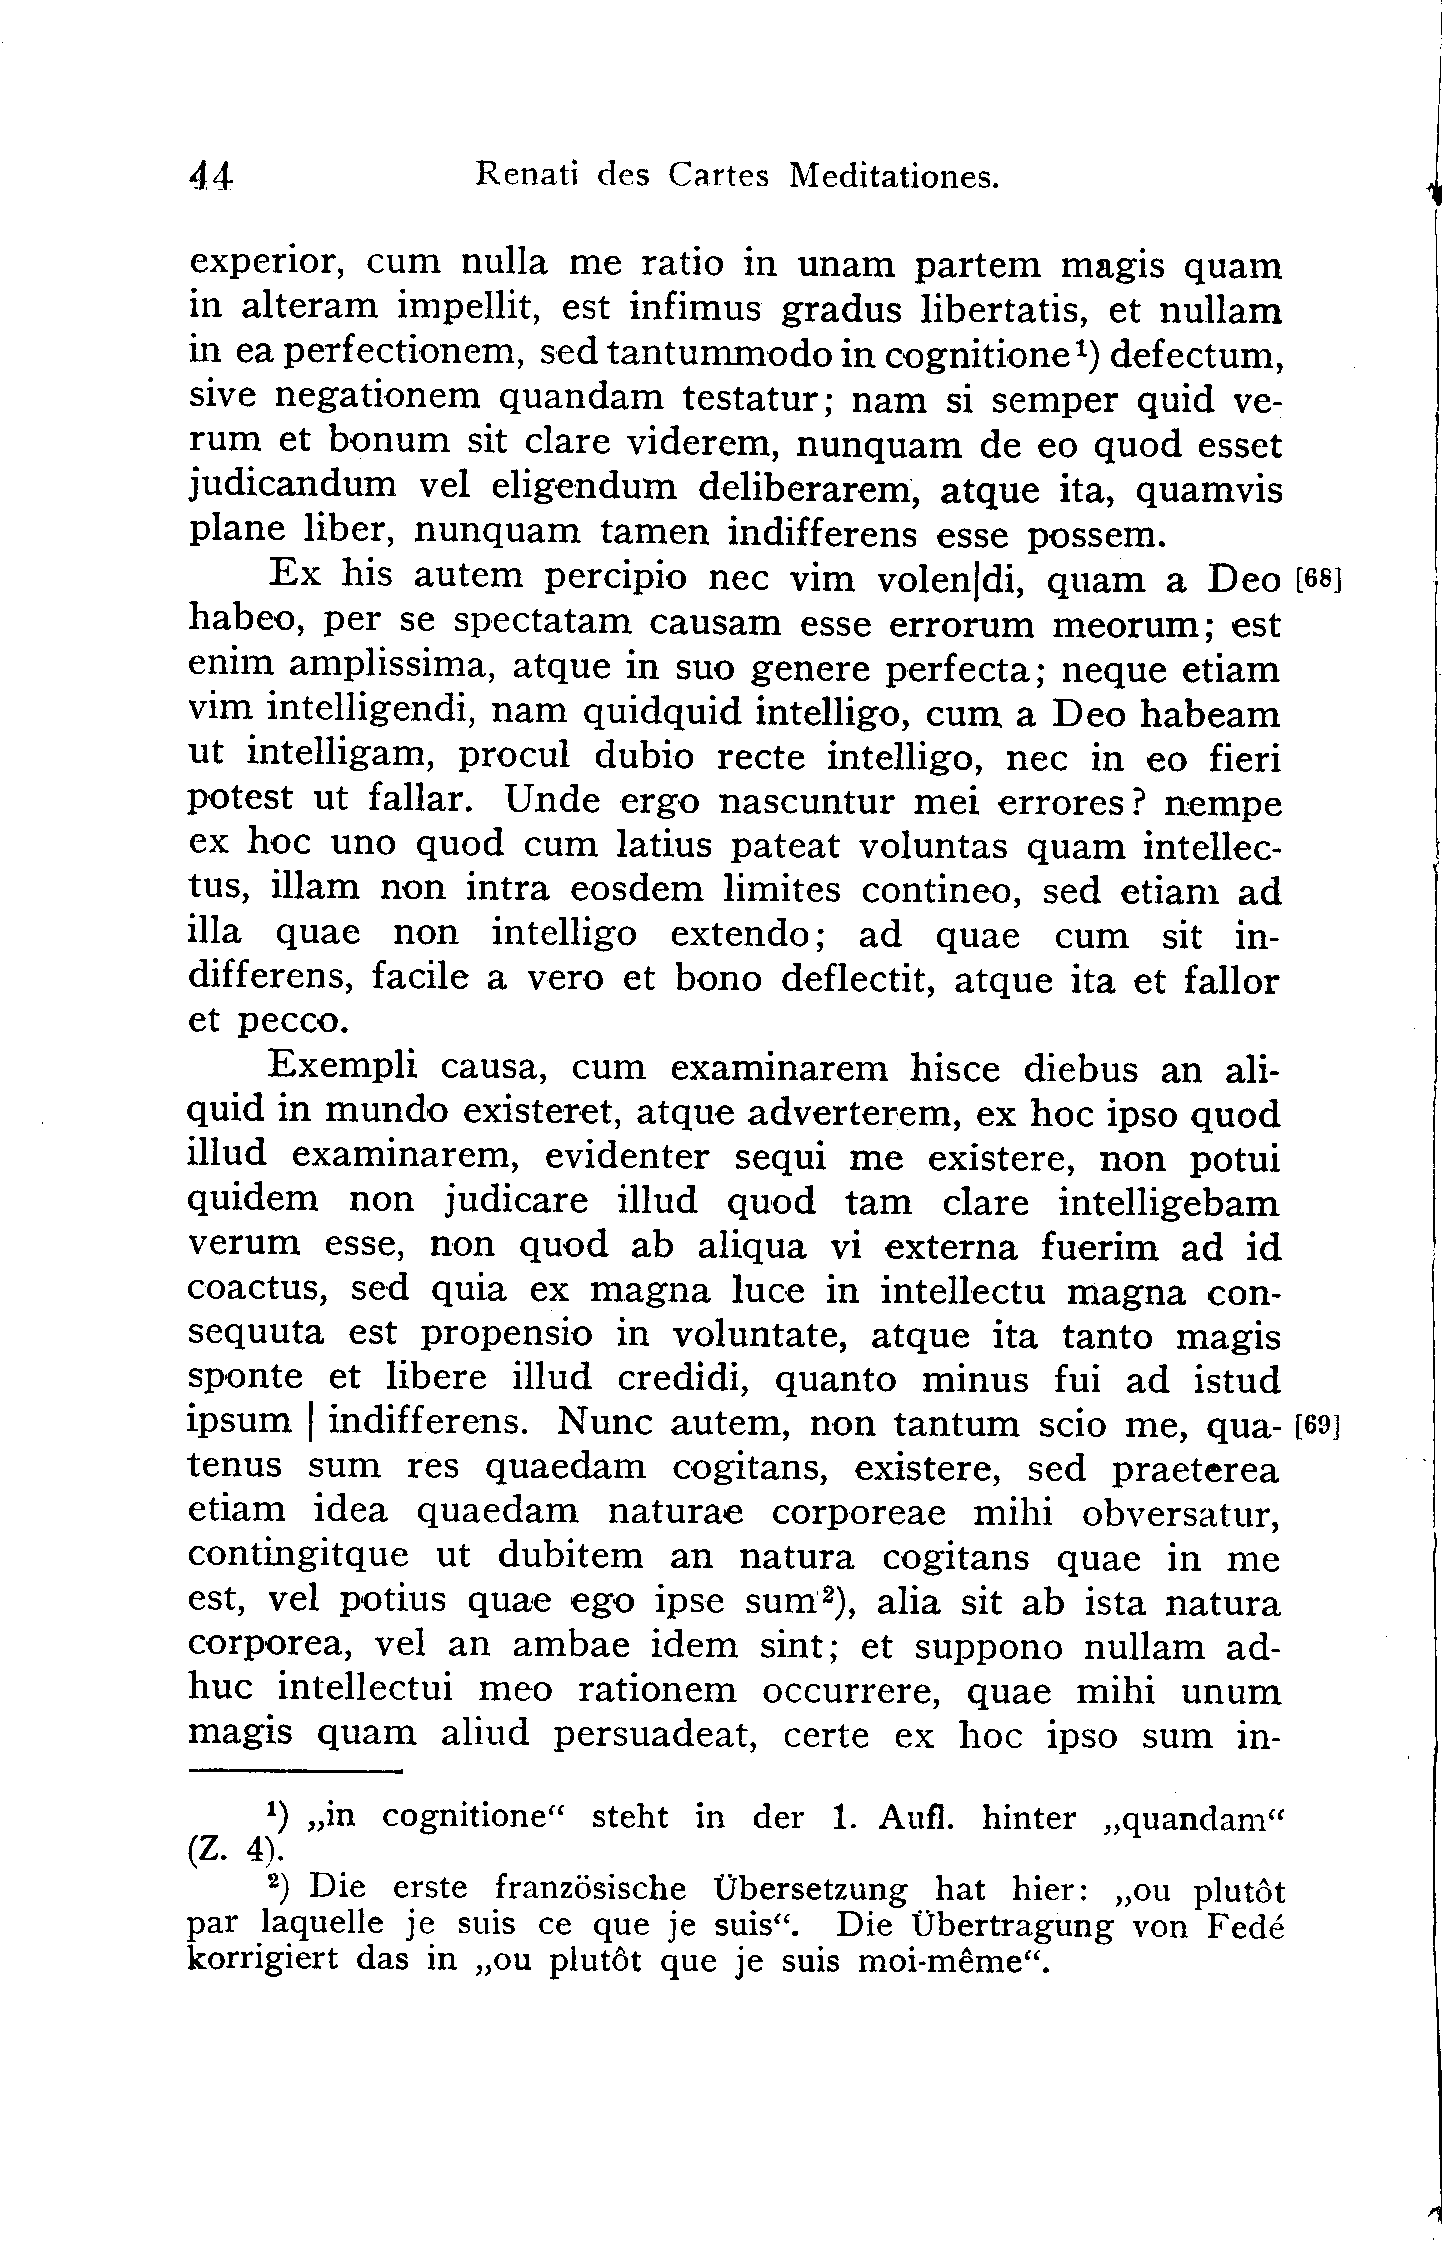 44 Renati des Cartes Meditationes.
experior, cum nulla me ratio in unam partem magis quam
in alteram impellit, est infimus gradus libertatis, et nullam
in ea perfectionem, sed tantummodo in cognitione¹) defectum,
sive negationem quandam testatur; nam si semper quid ve-
rum et bonum sit clare viderem, nunquam de eo quod esset
judicandum vel eligendum deliberarem, atque ita, quamvis
plane liber, nunquam tamen indifferens esse possem.
Ex his autem percipio nec vim volen|di, quam a Deo [68]
habeo, per se spectatam causam esse errorum meorum; est
enim amplissima, atque in suo genere perfecta; neque etiam
vim intelligendi, nam quidquid intelligo, cum a Deo habeam
ut intelligam, procul dubio recte intelligo, nec in eo fieri
potest ut fallar. Unde ergo nascuntur mei errores? nempe
ex hoc uno quod cum latius pateat voluntas quam intellec-
tus, illam non intra eosdem limites contineo, sed etiam ad
illa quae non intelligo extendo; ad quae cum sit in-
differens, facile a vero et bono deflectit, atque ita et fallor
et pecco.
Exempli causa, cum examinarem hisce diebus an ali-
quid in mundo existeret, atque adverterem, ex hoc ipso quod
illud examinarem, evidenter sequi me existere, non potui
quidem non judicare illud quod tam clare intelligebam
verum esse, non quod ab aliqua vi externa fuerim ad id
coactus, sed quia ex magna luce in intellectu magna con-
sequuta est propensio in voluntate, atque ita tanto magis
sponte et libere illud credidi, quanto minus fui ad istud
ipsum | indifferens. Nunc autem, non tantum scio me, qua- [69]
tenus sum res quaedam cogitans, existere, sed praeterea
etiam idea quaedam naturae corporeae mihi obversatur,
contingitque ut dubitem an natura cogitans quae in me
est, vel potius quae ego ipse sum²), alia sit ab ista natura
corporea, vel an ambae idem sint; et suppono nullam ad-
huc intellectui meo rationem occurrere, quae mihi unum
magis quam aliud persuadeat, certe ex hoc ipso sum in-
¹) „in cognitione“ steht in der 1. Aufl. hinter „quandam“
(Z. 4).
²) Die erste französische Übersetzung hat hier: „ou plutôt
par laquelle je suis ce que je suis“. Die Übertragung von Fedé
korrigiert das in „ou plutôt que je suis moi-même“.